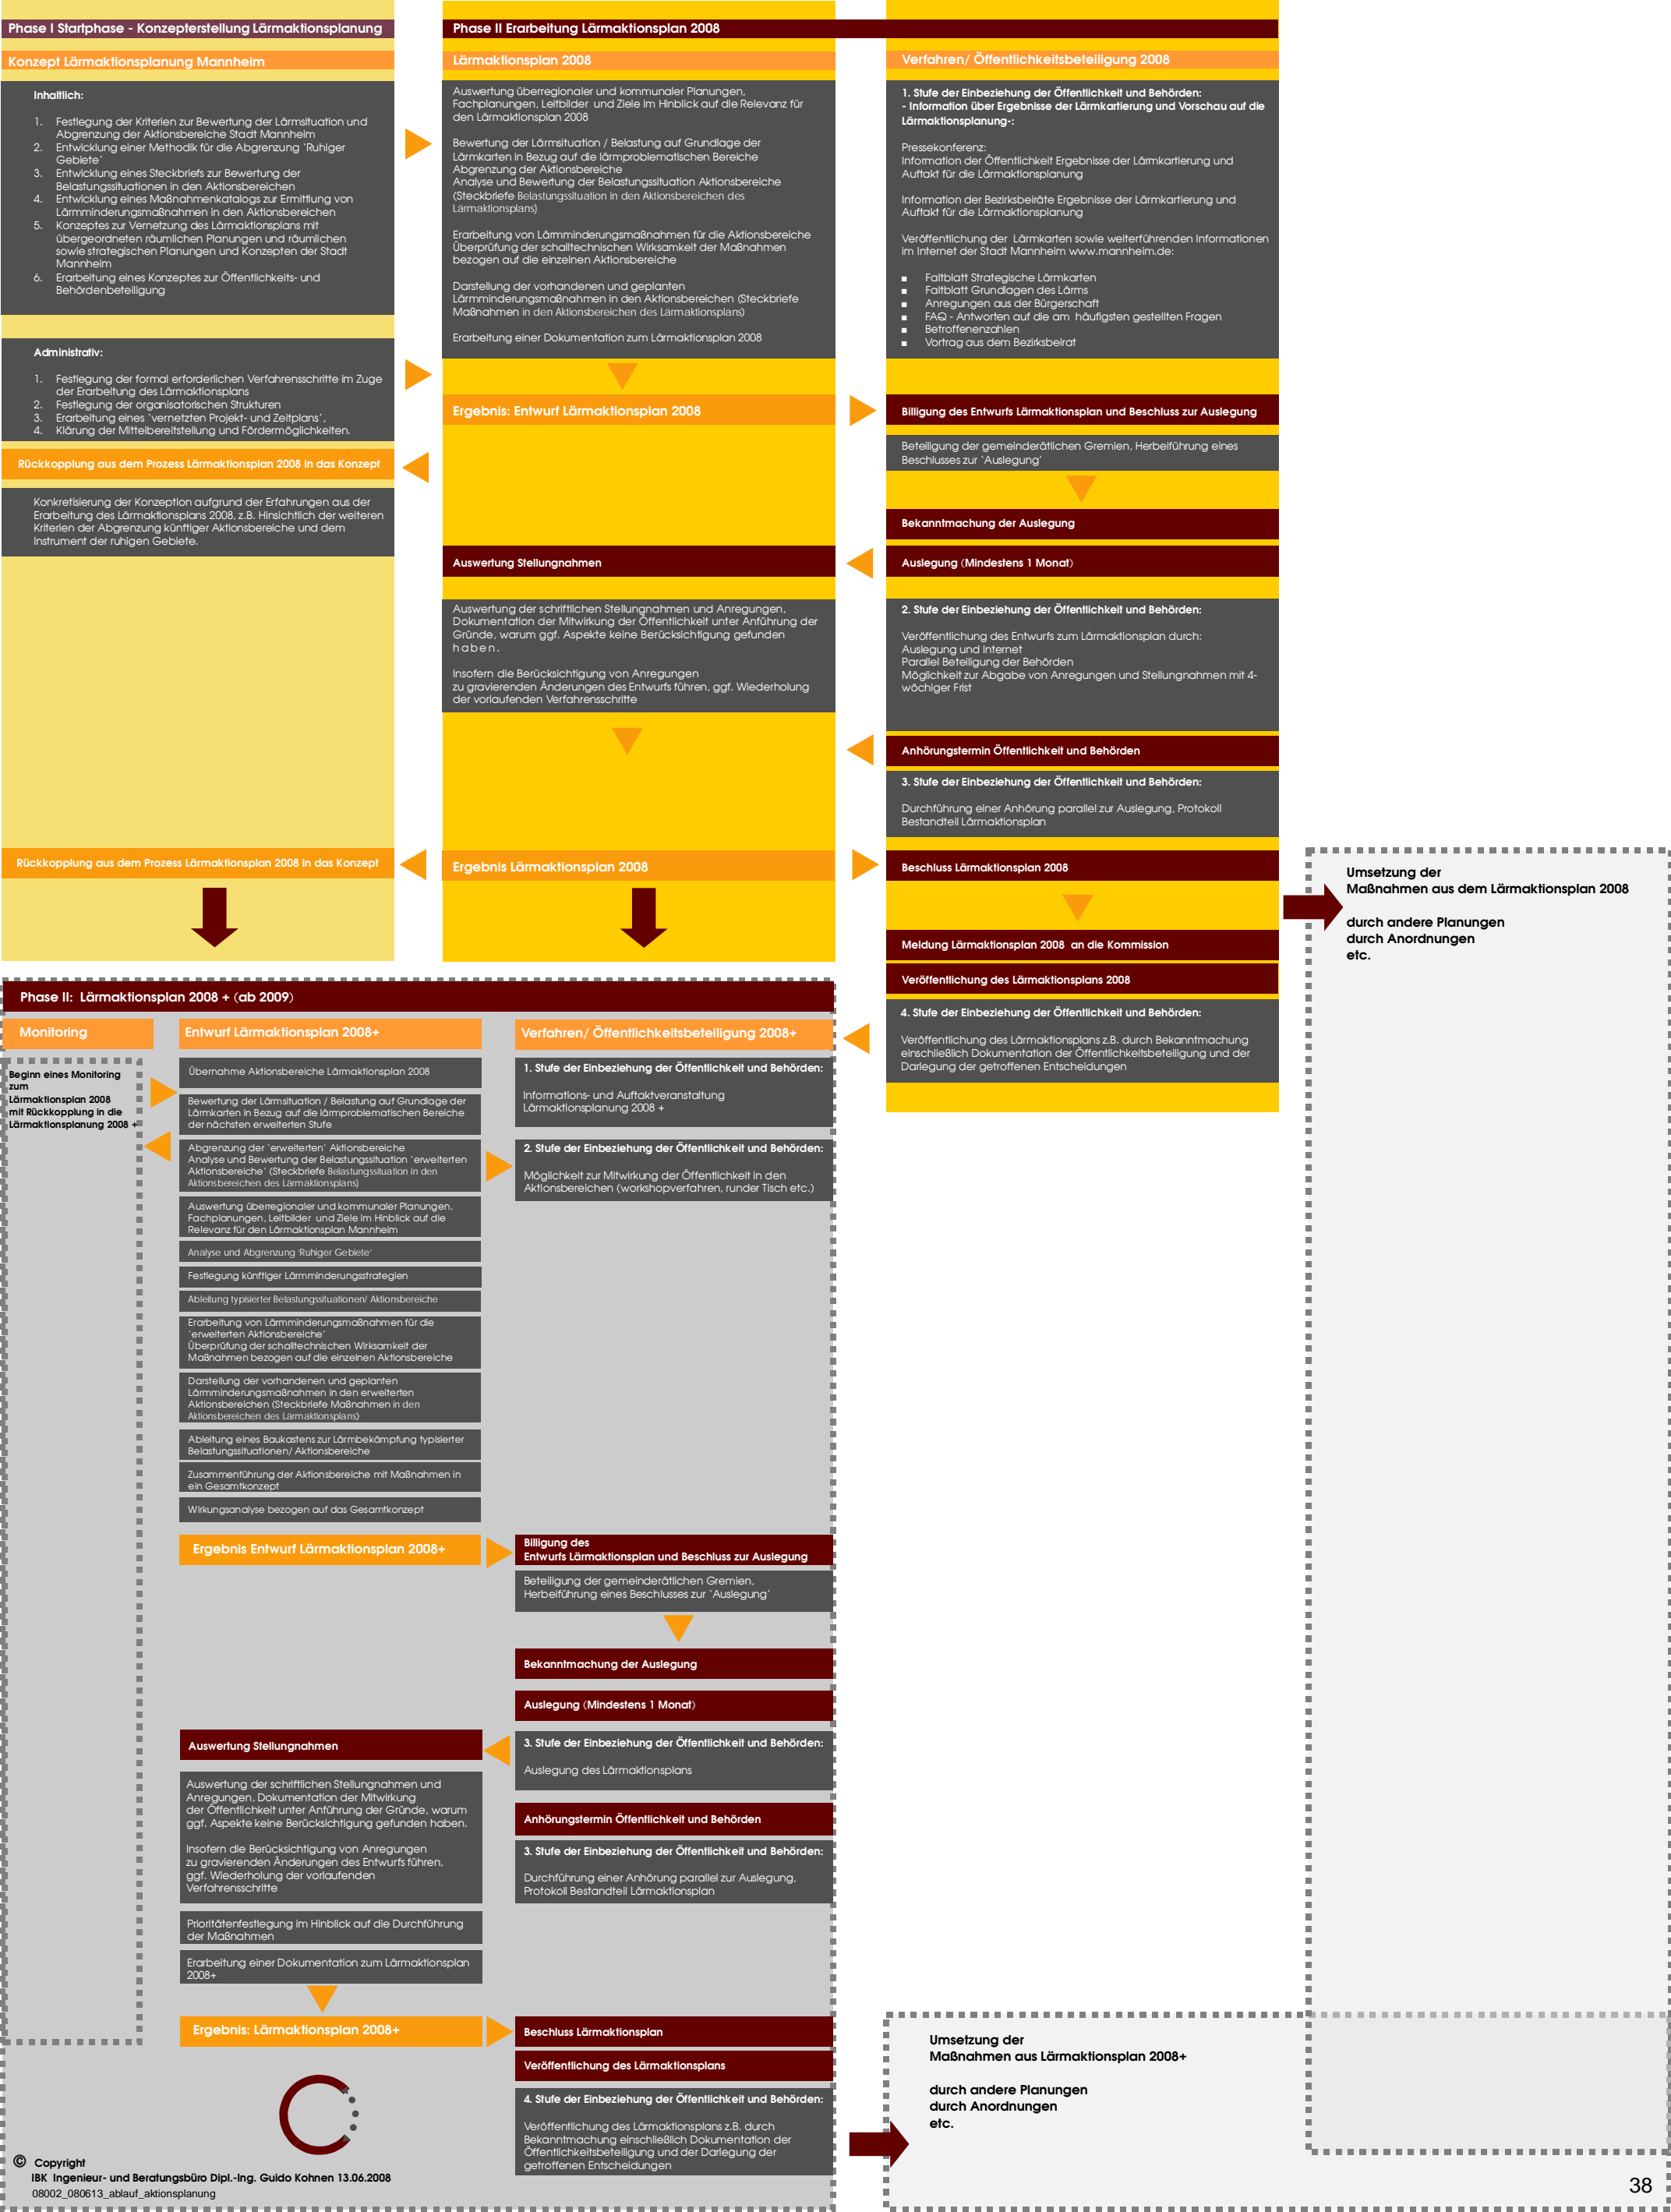 Phase I Startphase - Konzepterstellung Lärmaktionsplanung
Konzept Lärmaktionsplanung Mannheim
Inhaltlich:
1. Festlegung der Kriterien zur Bewertung der Lärmsituation und
Abgrenzung der Aktionsbereiche Stadt Mannheim
2. Entwicklung einer Methodik für die Abgrenzung `Ruhiger
Gebiete´
3. Entwicklung eines Steckbriefs zur Bewertung der
Belastungssituationen in den Aktionsbereichen
4. Entwicklung eines Maßnahmenkatalogs zur Ermittlung von
Lärmminderungsmaßnahmen in den Aktionsbereichen
5. Konzeptes zur Vernetzung des Lärmaktionsplans mit
übergeordneten räumlichen Planungen und räumlichen
sowie strategischen Planungen und Konzepten der Stadt
Mannheim
6. Erarbeitung eines Konzeptes zur Öffentlichkeits- und
Behördenbeteiligung
Administrativ:
1. Festlegung der formal erforderlichen Verfahrensschritte im Zuge
der Erarbeitung des Lärmaktionsplans
2. Festlegung der organisatorischen Strukturen
3. Erarbeitung eines `vernetzten Projekt- und Zeitplans´,
4. Klärung der Mittelbereitstellung und Fördermöglichkeiten.
Rückkopplung aus dem Prozess Lärmaktionsplan 2008 in das Konzept
Konkretisierung der Konzeption aufgrund der Erfahrungen aus der
Erarbeitung des Lärmaktionsplans 2008, z.B. Hinsichtlich der weiteren
Kriterien der Abgrenzung künftiger Aktionsbereiche und dem
Instrument der ruhigen Gebiete.
Rückkopplung aus dem Prozess Lärmaktionsplan 2008 in das Konzept
Phase II Erarbeitung Lärmaktionsplan 2008
Lärmaktionsplan 2008
Auswertung überregionaler und kommunaler Planungen,
Fachplanungen, Leitbilder und Ziele im Hinblick auf die Relevanz für
den Lärmaktionsplan 2008
Bewertung der Lärmsituation / Belastung auf Grundlage der
Lärmkarten in Bezug auf die lärmproblematischen Bereiche
Abgrenzung der Aktionsbereiche
Analyse und Bewertung der Belastungssituation Aktionsbereiche
(Steckbriefe Belastungssituation in den Aktionsbereichen des
Lärmaktionsplans)
Erarbeitung von Lärmminderungsmaßnahmen für die Aktionsbereiche
Überprüfung der schalltechnischen Wirksamkeit der Maßnahmen
bezogen auf die einzelnen Aktionsbereiche
Darstellung der vorhandenen und geplanten
Lärmminderungsmaßnahmen in den Aktionsbereichen (Steckbriefe
Maßnahmen in den Aktionsbereichen des Lärmaktionsplans)
Erarbeitung einer Dokumentation zum Lärmaktionsplan 2008
Ergebnis: Entwurf Lärmaktionsplan 2008
Auswertung Stellungnahmen
Auswertung der schriftlichen Stellungnahmen und Anregungen,
Dokumentation der Mitwirkung der Öffentlichkeit unter Anführung der
Gründe, warum ggf. Aspekte keine Berücksichtigung gefunden
haben.
Insofern die Berücksichtigung von Anregungen
zu gravierenden Änderungen des Entwurfs führen, ggf. Wiederholung
der vorlaufenden Verfahrensschritte
Ergebnis Lärmaktionsplan 2008
Verfahren/ Öffentlichkeitsbeteiligung 2008
1. Stufe der Einbeziehung der Öffentlichkeit und Behörden:
- Information über Ergebnisse der Lärmkartierung und Vorschau auf die
Lärmaktionsplanung-:
Pressekonferenz:
Information der Öffentlichkeit Ergebnisse der Lärmkartierung und
Auftakt für die Lärmaktionsplanung
Information der Bezirksbeiräte Ergebnisse der Lärmkartierung und
Auftakt für die Lärmaktionsplanung
Veröffentlichung der Lärmkarten sowie weiterführenden Informationen
im Internet der Stadt Mannheim www.mannheim.de:
■ Faltblatt Strategische Lärmkarten
■ Faltblatt Grundlagen des Lärms
■ Anregungen aus der Bürgerschaft
■ FAQ - Antworten auf die am häufigsten gestellten Fragen
■ Betroffenenzahlen
■ Vortrag aus dem Bezirksbeirat
Billigung des Entwurfs Lärmaktionsplan und Beschluss zur Auslegung
Beteiligung der gemeinderätlichen Gremien, Herbeiführung eines
Beschlusses zur `Auslegung´
Bekanntmachung der Auslegung
Auslegung (Mindestens 1 Monat)
2. Stufe der Einbeziehung der Öffentlichkeit und Behörden:
Veröffentlichung des Entwurfs zum Lärmaktionsplan durch:
Auslegung und Internet
Parallel Beteiligung der Behörden
Möglichkeit zur Abgabe von Anregungen und Stellungnahmen mit 4-
wöchiger Frist
Anhörungstermin Öffentlichkeit und Behörden
3. Stufe der Einbeziehung der Öffentlichkeit und Behörden:
Durchführung einer Anhörung parallel zur Auslegung, Protokoll
Bestandteil Lärmaktionsplan
Beschluss Lärmaktionsplan 2008
Meldung Lärmaktionsplan 2008 an die Kommission
Veröffentlichung des Lärmaktionsplans 2008
4. Stufe der Einbeziehung der Öffentlichkeit und Behörden:
Veröffentlichung des Lärmaktionsplans z.B. durch Bekanntmachung
einschließlich Dokumentation der Öffentlichkeitsbeteiligung und der
Darlegung der getroffenen Entscheidungen
Umsetzung der
Maßnahmen aus dem Lärmaktionsplan 2008
durch andere Planungen
durch Anordnungen
etc.
Phase II: Lärmaktionsplan 2008 + (ab 2009)
Monitoring
Beginn eines Monitoring
zum
Lärmaktionsplan 2008
mit Rückkopplung in die
Lärmaktionsplanung 2008 +
Entwurf Lärmaktionsplan 2008+
Übernahme Aktionsbereiche Lärmaktionsplan 2008
Bewertung der Lärmsituation / Belastung auf Grundlage der
Lärmkarten in Bezug auf die lärmproblematischen Bereiche
der nächsten erweiterten Stufe
Abgrenzung der `erweiterten´ Aktionsbereiche
Analyse und Bewertung der Belastungssituation `erweiterten
Aktionsbereiche´ (Steckbriefe Belastungssituation in den
Aktionsbereichen des Lärmaktionsplans)
Auswertung überregionaler und kommunaler Planungen,
Fachplanungen, Leitbilder und Ziele im Hinblick auf die
Relevanz für den Lärmaktionsplan Mannheim
Analyse und Abgrenzung ‘Ruhiger Gebiete’
Festlegung künftiger Lärmminderungsstrategien
Ableitung typisierter Belastungssituationen/ Aktionsbereiche
Erarbeitung von Lärmminderungsmaßnahmen für die
`erweiterten Aktionsbereiche´
Überprüfung der schalltechnischen Wirksamkeit der
Maßnahmen bezogen auf die einzelnen Aktionsbereiche
Darstellung der vorhandenen und geplanten
Lärmminderungsmaßnahmen in den erweiterten
Aktionsbereichen (Steckbriefe Maßnahmen in den
Aktionsbereichen des Lärmaktionsplans)
Ableitung eines Baukastens zur Lärmbekämpfung typisierter
Belastungssituationen/ Aktionsbereiche
Zusammenführung der Aktionsbereiche mit Maßnahmen in
ein Gesamtkonzept
Wirkungsanalyse bezogen auf das Gesamtkonzept
Ergebnis Entwurf Lärmaktionsplan 2008+
Auswertung Stellungnahmen
Auswertung der schriftlichen Stellungnahmen und
Anregungen, Dokumentation der Mitwirkung
der Öffentlichkeit unter Anführung der Gründe, warum
ggf. Aspekte keine Berücksichtigung gefunden haben.
Insofern die Berücksichtigung von Anregungen
zu gravierenden Änderungen des Entwurfs führen,
ggf. Wiederholung der vorlaufenden
Verfahrensschritte
Prioritätenfestlegung im Hinblick auf die Durchführung
der Maßnahmen
Erarbeitung einer Dokumentation zum Lärmaktionsplan
2008+
Ergebnis: Lärmaktionsplan 2008+
Verfahren/ Öffentlichkeitsbeteiligung 2008+
1. Stufe der Einbeziehung der Öffentlichkeit und Behörden:
Informations- und Auftaktveranstaltung
Lärmaktionsplanung 2008 +
2. Stufe der Einbeziehung der Öffentlichkeit und Behörden:
Möglichkeit zur Mitwirkung der Öffentlichkeit in den
Aktionsbereichen (workshopverfahren, runder Tisch etc.)
Billigung des
Entwurfs Lärmaktionsplan und Beschluss zur Auslegung
Beteiligung der gemeinderätlichen Gremien,
Herbeiführung eines Beschlusses zur `Auslegung´
Bekanntmachung der Auslegung
Auslegung (Mindestens 1 Monat)
3. Stufe der Einbeziehung der Öffentlichkeit und Behörden:
Auslegung des Lärmaktionsplans
Anhörungstermin Öffentlichkeit und Behörden
3. Stufe der Einbeziehung der Öffentlichkeit und Behörden:
Durchführung einer Anhörung parallel zur Auslegung,
Protokoll Bestandteil Lärmaktionsplan
Beschluss Lärmaktionsplan
Veröffentlichung des Lärmaktionsplans
4. Stufe der Einbeziehung der Öffentlichkeit und Behörden:
Veröffentlichung des Lärmaktionsplans z.B. durch
Bekanntmachung einschließlich Dokumentation der
Öffentlichkeitsbeteiligung und der Darlegung der
getroffenen Entscheidungen
Umsetzung der
Maßnahmen aus Lärmaktionsplan 2008+
durch andere Planungen
durch Anordnungen
etc.
© Copyright
IBK Ingenieur- und Beratungsbüro Dipl.-Ing. Guido Kohnen 13.06.2008
08002_080613_ablauf_aktionsplanung
38